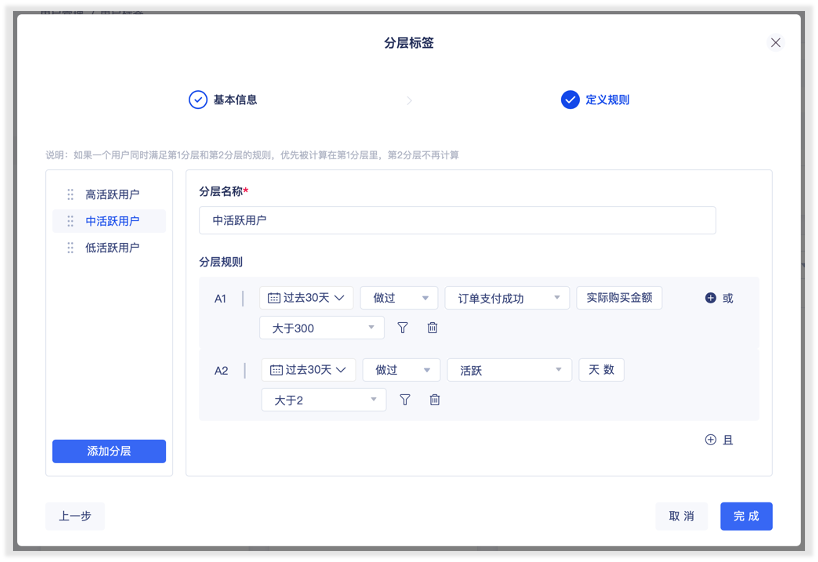 分层标签
基本信息
定义规则
说明：如果一个用户同时满足第1分层和第2分层的规则，优先被计算在第1分层里，第2分层不再计算
高活跃用户
中活跃用户
低活跃用户
添加分层
分层名称*
中活跃用户
分层规则
A1 过去30天 做过 订单支付成功 实际购买金额 或
大于300
A2 过去30天 做过 活跃 天 数
大于2
且
上一步
取 消
完 成